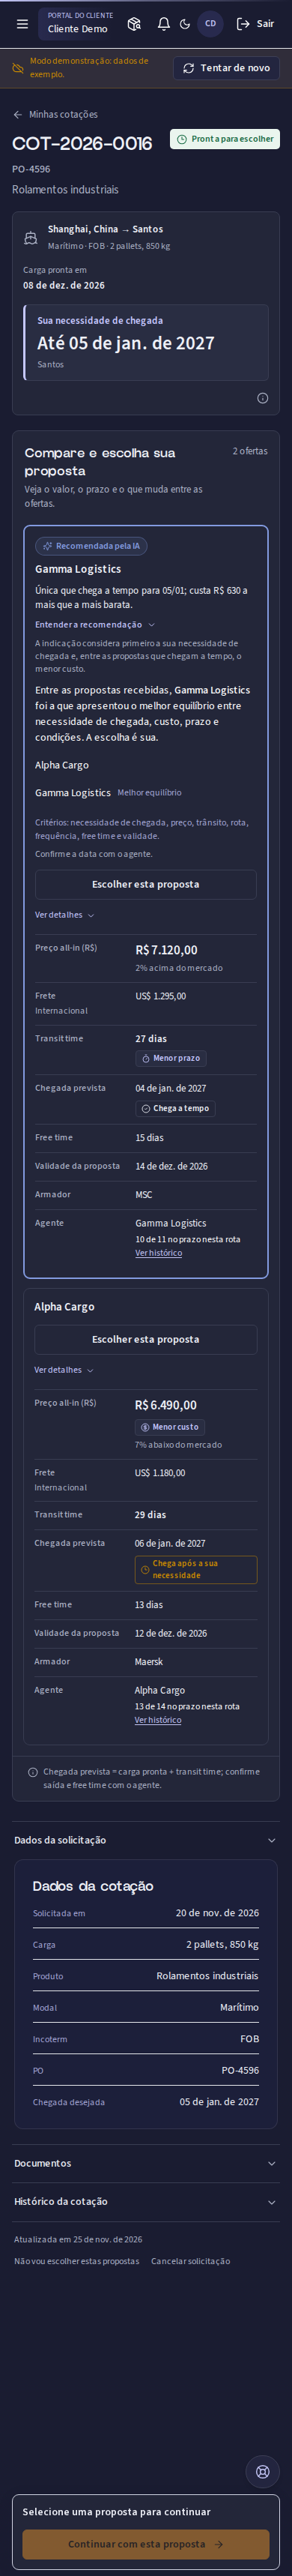 PORTAL DO CLIENTE
Cliente Demo
CD
Sair
Modo demonstração: dados de
exemplo.
Tentar de novo
Minhas cotações
COT-2026-0016
Pronta para escolher
PO-4596
Rolamentos industriais
Shanghai, China → Santos
Marítimo · FOB · 2 pallets, 850 kg
Carga pronta em
08 de dez. de 2026
Sua necessidade de chegada
Até 05 de jan. de 2027
Santos
Compare e escolha sua
proposta
2 ofertas
Veja o valor, o prazo e o que muda entre as
ofertas.
Recomendada pela IA
Gamma Logistics
Única que chega a tempo para 05/01; custa R$ 630 a
mais que a mais barata.
Entender a recomendação
A indicação considera primeiro a sua necessidade de
chegada e, entre as propostas que chegam a tempo, o
menor custo.
Entre as propostas recebidas, Gamma Logistics
foi a que apresentou o melhor equilíbrio entre
necessidade de chegada, custo, prazo e
condições. A escolha é sua.
Alpha Cargo
Gamma Logistics Melhor equilíbrio
Critérios: necessidade de chegada, preço, trânsito, rota,
frequência, free time e validade.
Confirme a data com o agente.
Escolher esta proposta
Ver detalhes
Preço all-in (R$)
R$ 7.120,00
2% acima do mercado
Frete
Internacional
US$ 1.295,00
Transit time
27 dias
Menor prazo
Chegada prevista
04 de jan. de 2027
Chega a tempo
Free time
15 dias
Validade da proposta
14 de dez. de 2026
Armador
MSC
Agente
Gamma Logistics
10 de 11 no prazo nesta rota
Ver histórico
Alpha Cargo
Escolher esta proposta
Ver detalhes
Preço all-in (R$)
R$ 6.490,00
Menor custo
7% abaixo do mercado
Frete
Internacional
US$ 1.180,00
Transit time
29 dias
Chegada prevista
06 de jan. de 2027
Chega após a sua
necessidade
Free time
13 dias
Validade da proposta
12 de dez. de 2026
Armador
Maersk
Agente
Alpha Cargo
13 de 14 no prazo nesta rota
Ver histórico
Chegada prevista = carga pronta + transit time; confirme
saída e free time com o agente.
Dados da solicitação
Dados da cotação
Solicitada em
20 de nov. de 2026
Carga
2 pallets, 850 kg
Produto
Rolamentos industriais
Modal
Marítimo
Incoterm
FOB
PO
PO-4596
Chegada desejada
05 de jan. de 2027
Documentos
Histórico da cotação
Atualizada em 25 de nov. de 2026
Não vou escolher estas propostas
Cancelar solicitação
Selecione uma proposta para continuar
Continuar com esta proposta →